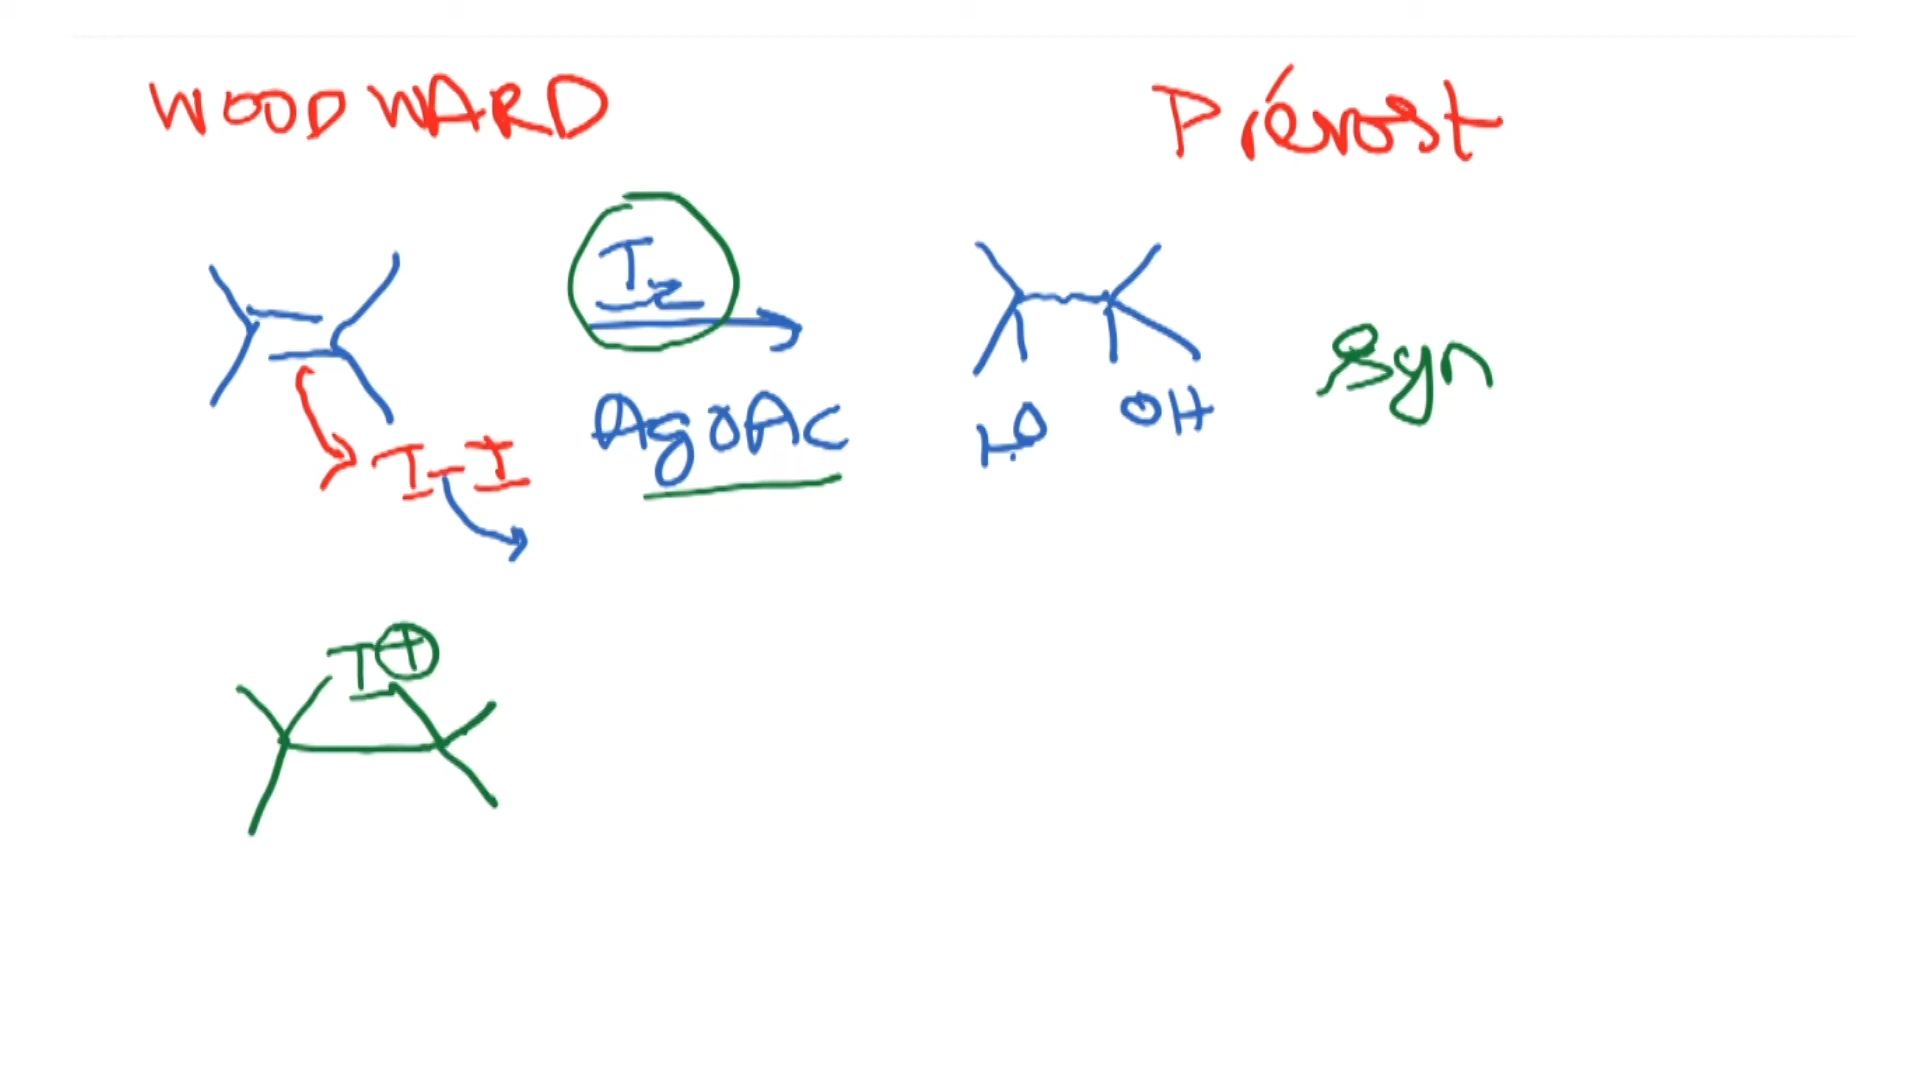 WOODWARD
Prévost
I2
AgOAc
HO OH
Syn
I-I
I+